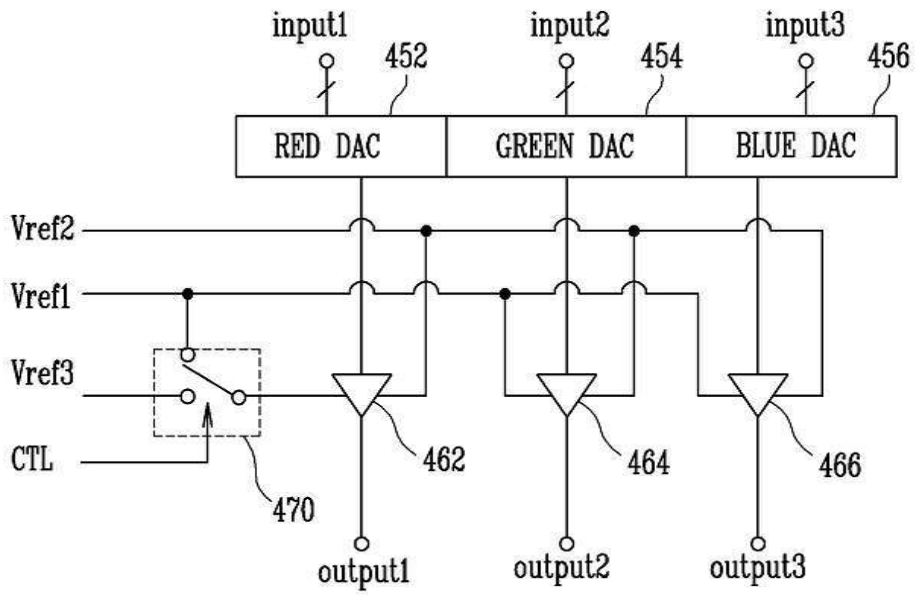 input1 input2 input3
452 454 456
RED DAC GREEN DAC BLUE DAC
Vref2
Vref1
Vref3
CTL
462 464 466
470
output1 output2 output3